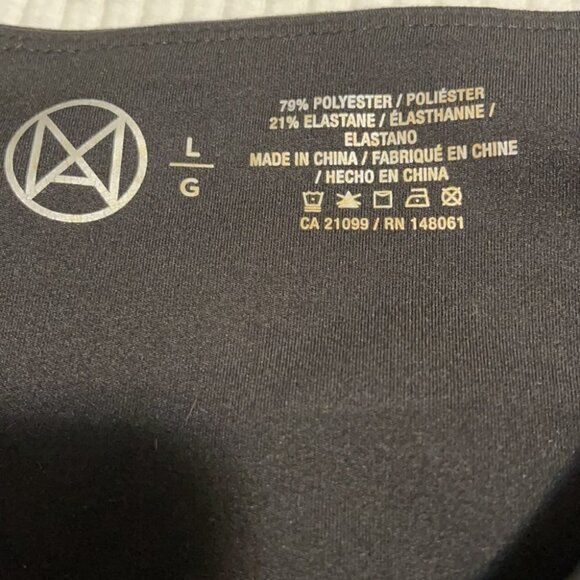 L
G
79% POLYESTER / POLIÉSTER
21% ELASTANE / ÉLASTHANNE /
ELASTANO
MADE IN CHINA / FABRIQUÉ EN CHINE
/ HECHO EN CHINA
CA 21099 / RN 148061